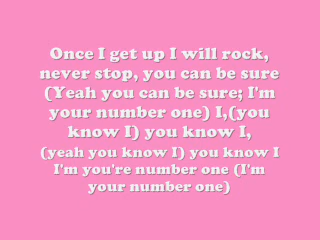 Once I get up I will rock,
never stop, you can be sure
(Yeah you can be sure; I'm
your number one) I,(you
know I) you know I,
(yeah you know I) you know I
I'm you're number one (I'm
your number one)